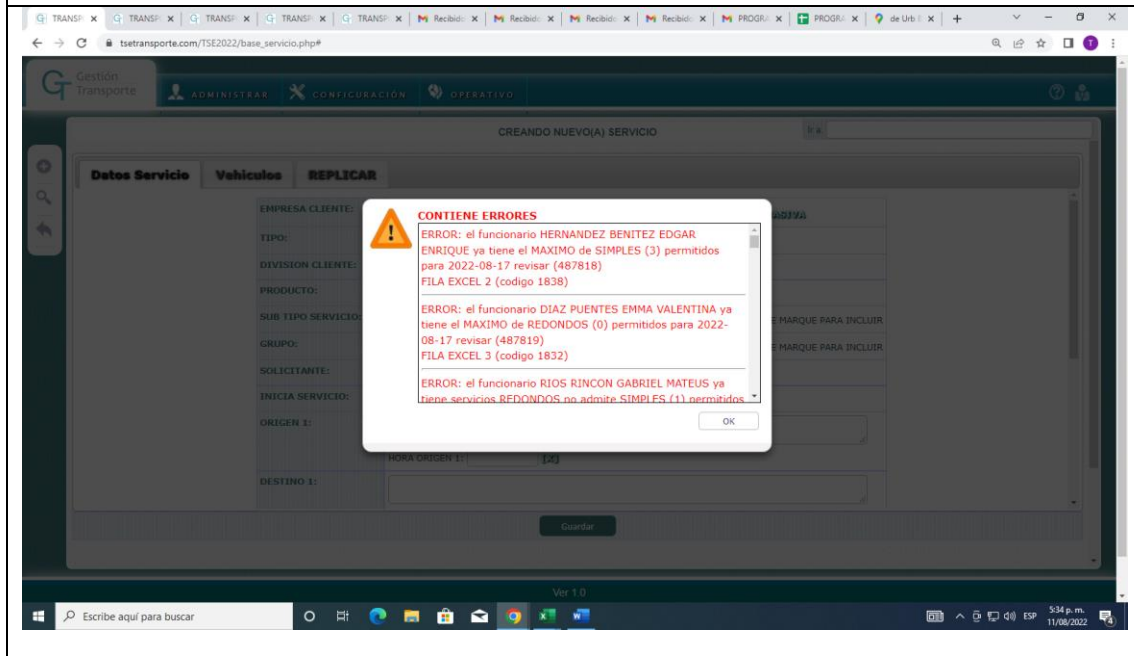 TRANSP TRANSP TRANSP TRANSP TRANSP Recibido Recibido Recibido Recibido PROGRA PROGRA de Urb
tsetransporte.com/TSE2022/base_servicio.php#
Gestión
Transporte
ADMINISTRAR CONFIGURACIÓN OPERATIVO
CREANDO NUEVO(A) SERVICIO
Ir a
Datos Servicio Vehiculos REPLICAR
EMPRESA CLIENTE:
TIPO:
DIVISION CLIENTE:
PRODUCTO:
SUB TIPO SERVICIO:
E MARQUE PARA INCLUIR
GRUPO:
E MARQUE PARA INCLUIR
SOLICITANTE:
INICIA SERVICIO:
ORIGEN 1:
HORA ORIGEN 1:
DESTINO 1:
CONTIENE ERRORES
ERROR: el funcionario HERNANDEZ BENITEZ EDGAR
ENRIQUE ya tiene el MAXIMO de SIMPLES (3) permitidos
para 2022-08-17 revisar (487818)
FILA EXCEL 2 (codigo 1838)
ERROR: el funcionario DIAZ PUENTES EMMA VALENTINA ya
tiene el MAXIMO de REDONDOS (0) permitidos para 2022-
08-17 revisar (487819)
FILA EXCEL 3 (codigo 1832)
ERROR: el funcionario RIOS RINCON GABRIEL MATEUS ya
tiene servicios REDONDOS no admite SIMPLES (1) permitidos
OK
Guardar
Ver 1.0
Escribe aquí para buscar
ESP
5:34 p. m.
11/08/2022